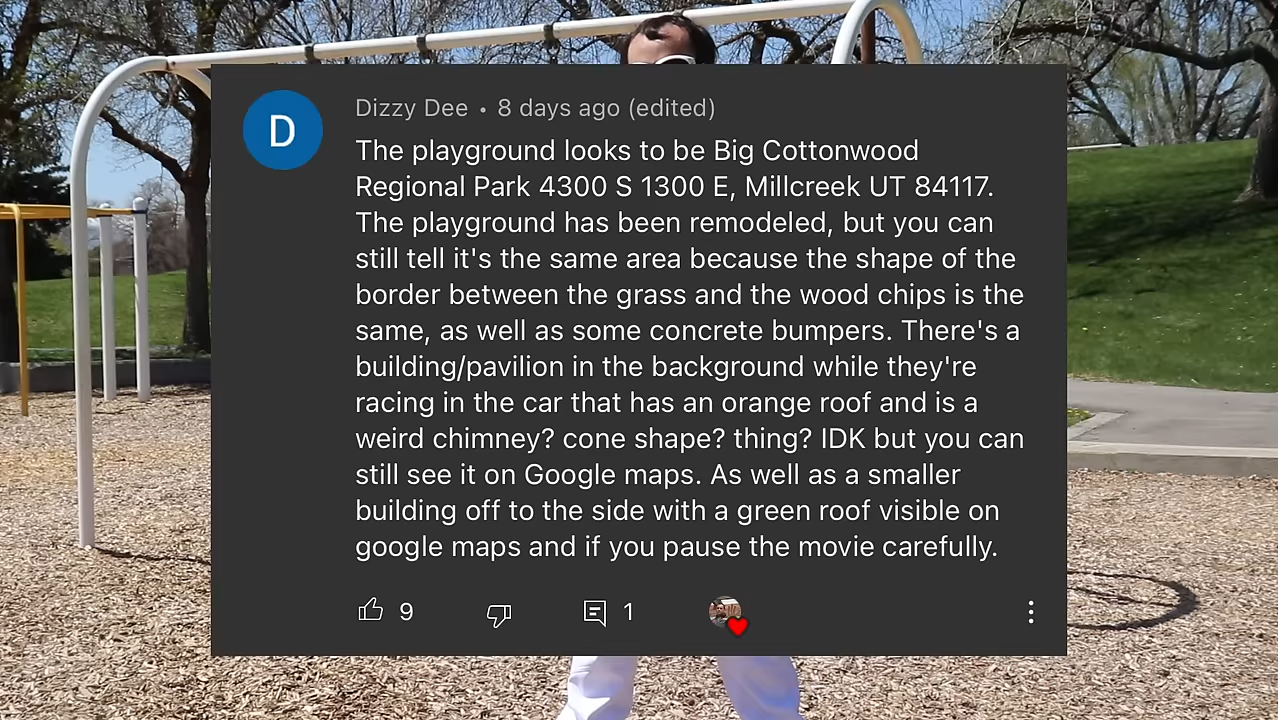 D
Dizzy Dee • 8 days ago (edited)
The playground looks to be Big Cottonwood
Regional Park 4300 S 1300 E, Millcreek UT 84117.
The playground has been remodeled, but you can
still tell it's the same area because the shape of the
border between the grass and the wood chips is the
same, as well as some concrete bumpers. There's a
building/pavilion in the background while they're
racing in the car that has an orange roof and is a
weird chimney? cone shape? thing? IDK but you can
still see it on Google maps. As well as a smaller
building off to the side with a green roof visible on
google maps and if you pause the movie carefully.
9 1